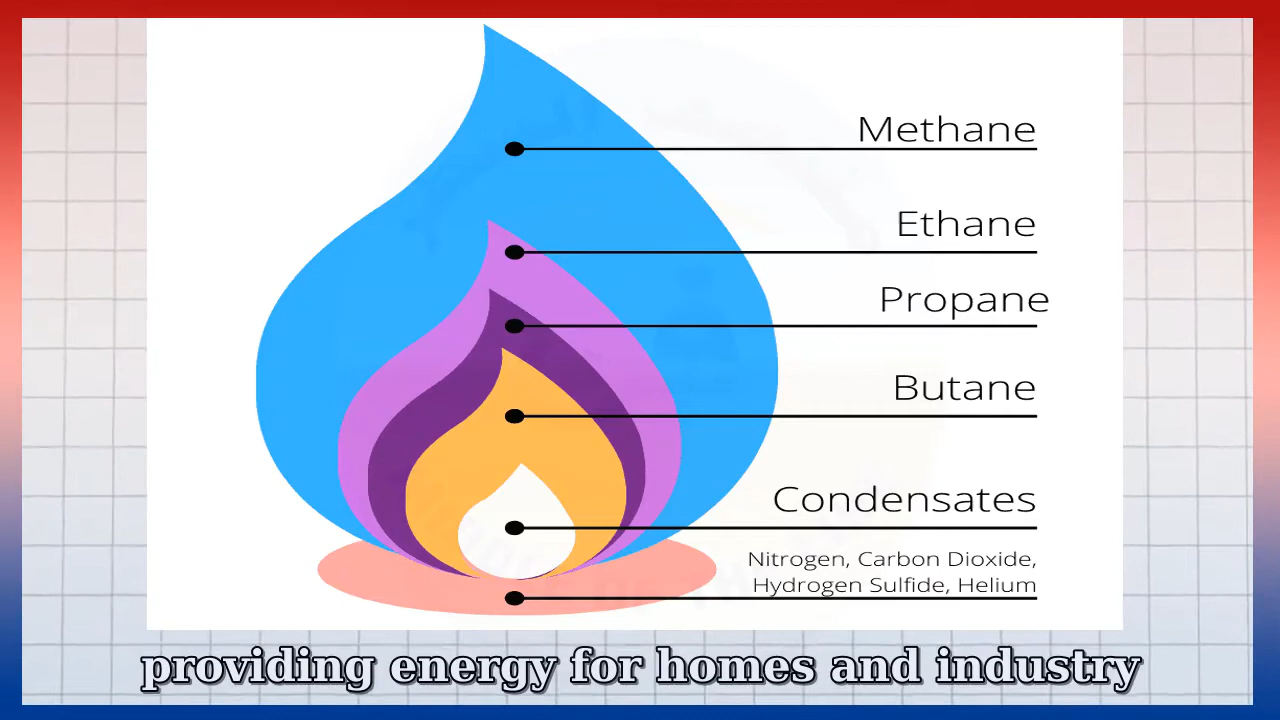 Methane
Ethane
Propane
Butane
Condensates
Nitrogen, Carbon Dioxide,
Hydrogen Sulfide, Helium
providing energy for homes and industry